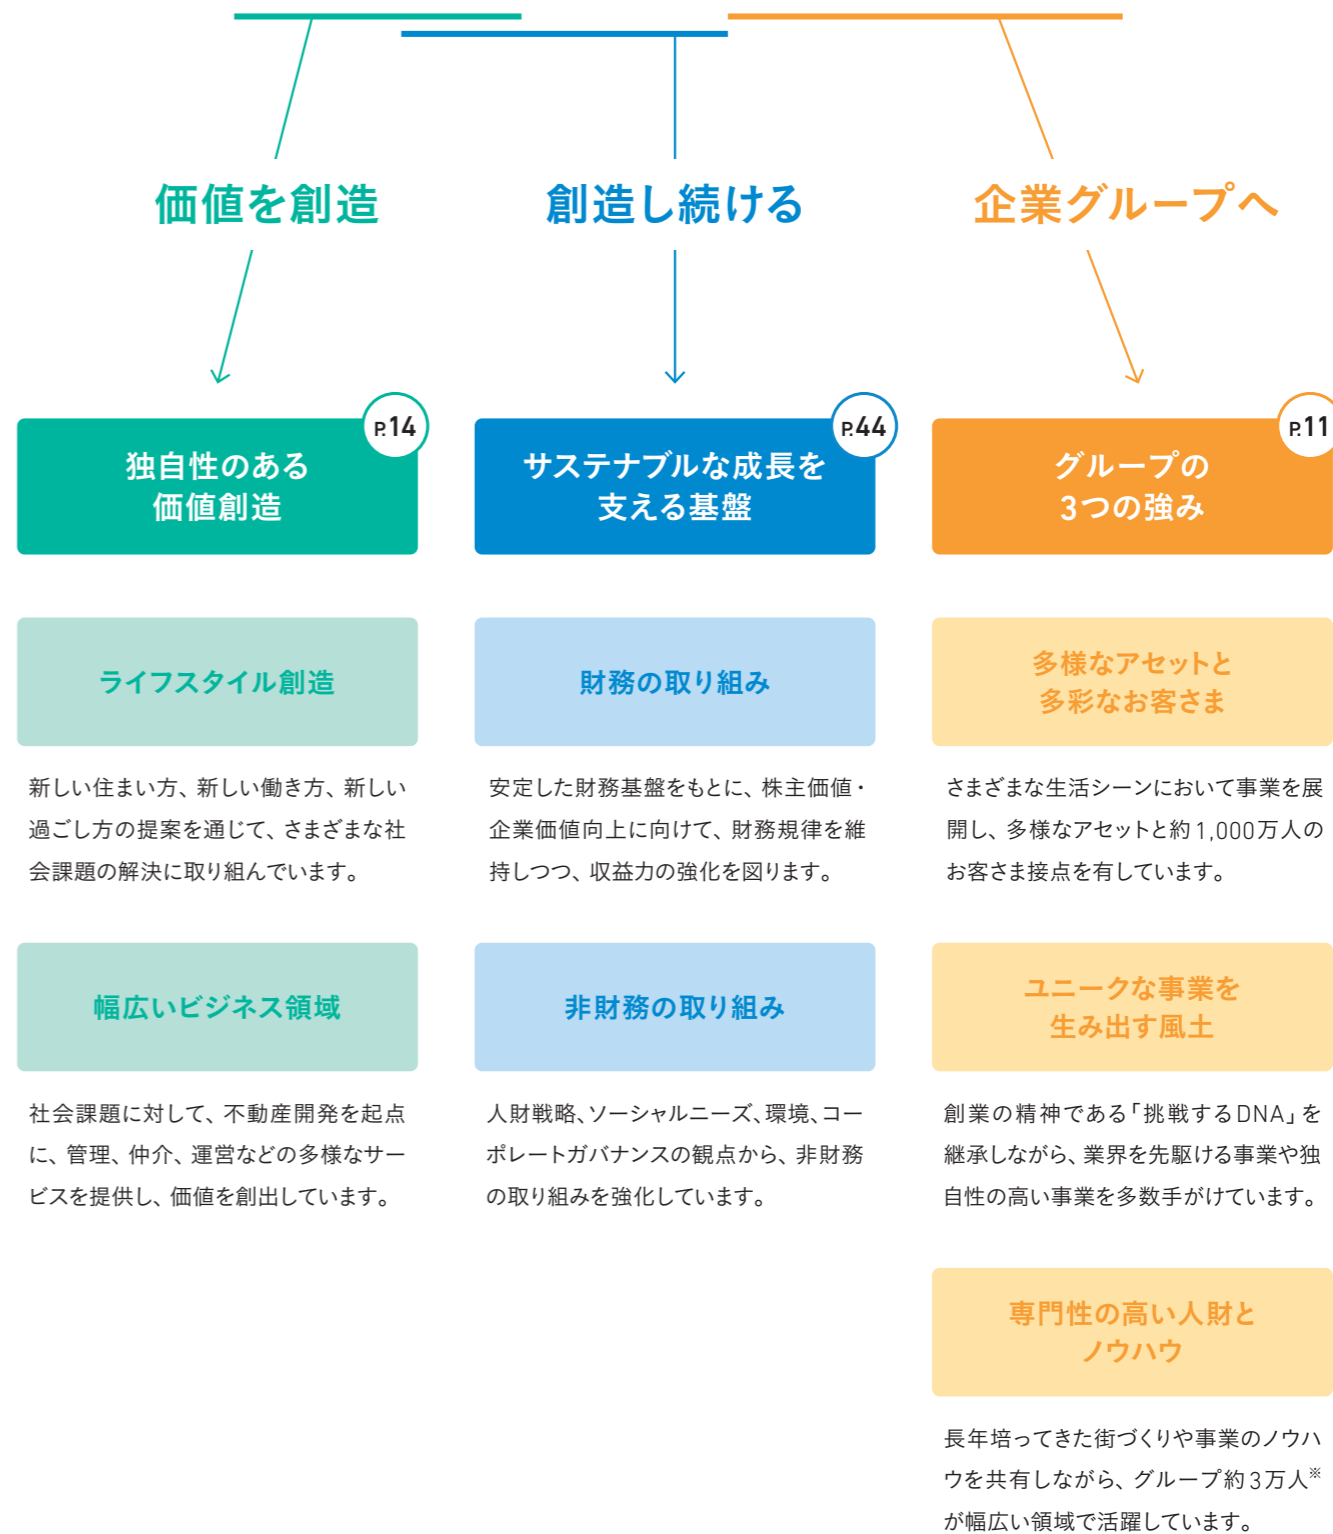 価値を創造
創造し続ける
企業グループへ
P.14
独自性のある
価値創造
ライフスタイル創造
新しい住まい方、新しい働き方、新しい
過ごし方の提案を通じて、さまざまな社
会課題の解決に取り組んでいます。
幅広いビジネス領域
社会課題に対して、不動産開発を起点
に、管理、仲介、運営などの多様なサー
ビスを提供し、価値を創出しています。
P.44
サステナブルな成長を
支える基盤
財務の取り組み
安定した財務基盤をもとに、株主価値・
企業価値向上に向けて、財務規律を維
持しつつ、収益力の強化を図ります。
非財務の取り組み
人財戦略、ソーシャルニーズ、環境、コー
ポレートガバナンスの観点から、非財務
の取り組みを強化しています。
P.11
グループの
3つの強み
多様なアセットと
多彩なお客さま
さまざまな生活シーンにおいて事業を展
開し、多様なアセットと約1,000万人の
お客さま接点を有しています。
ユニークな事業を
生み出す風土
創業の精神である「挑戦するDNA」を
継承しながら、業界を先駆ける事業や独
自性の高い事業を多数手がけています。
専門性の高い人財と
ノウハウ
長年培ってきた街づくりや事業のノウハ
ウを共有しながら、グループ約3万人※
が幅広い領域で活躍しています。